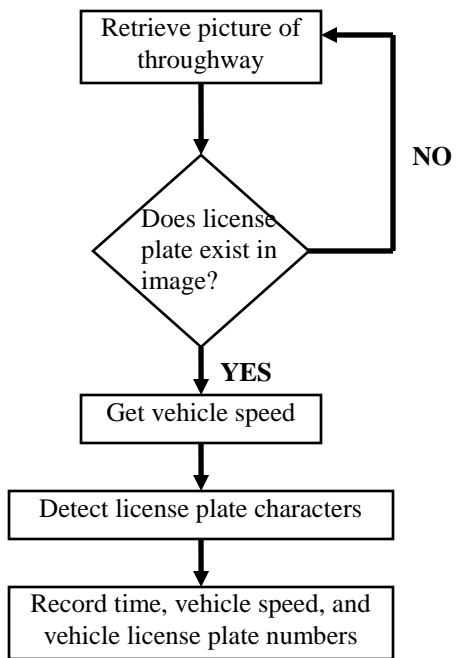 Retrieve picture of
throughway
NO
Does license
plate exist in
image?
YES
Get vehicle speed
Detect license plate characters
Record time, vehicle speed, and
vehicle license plate numbers